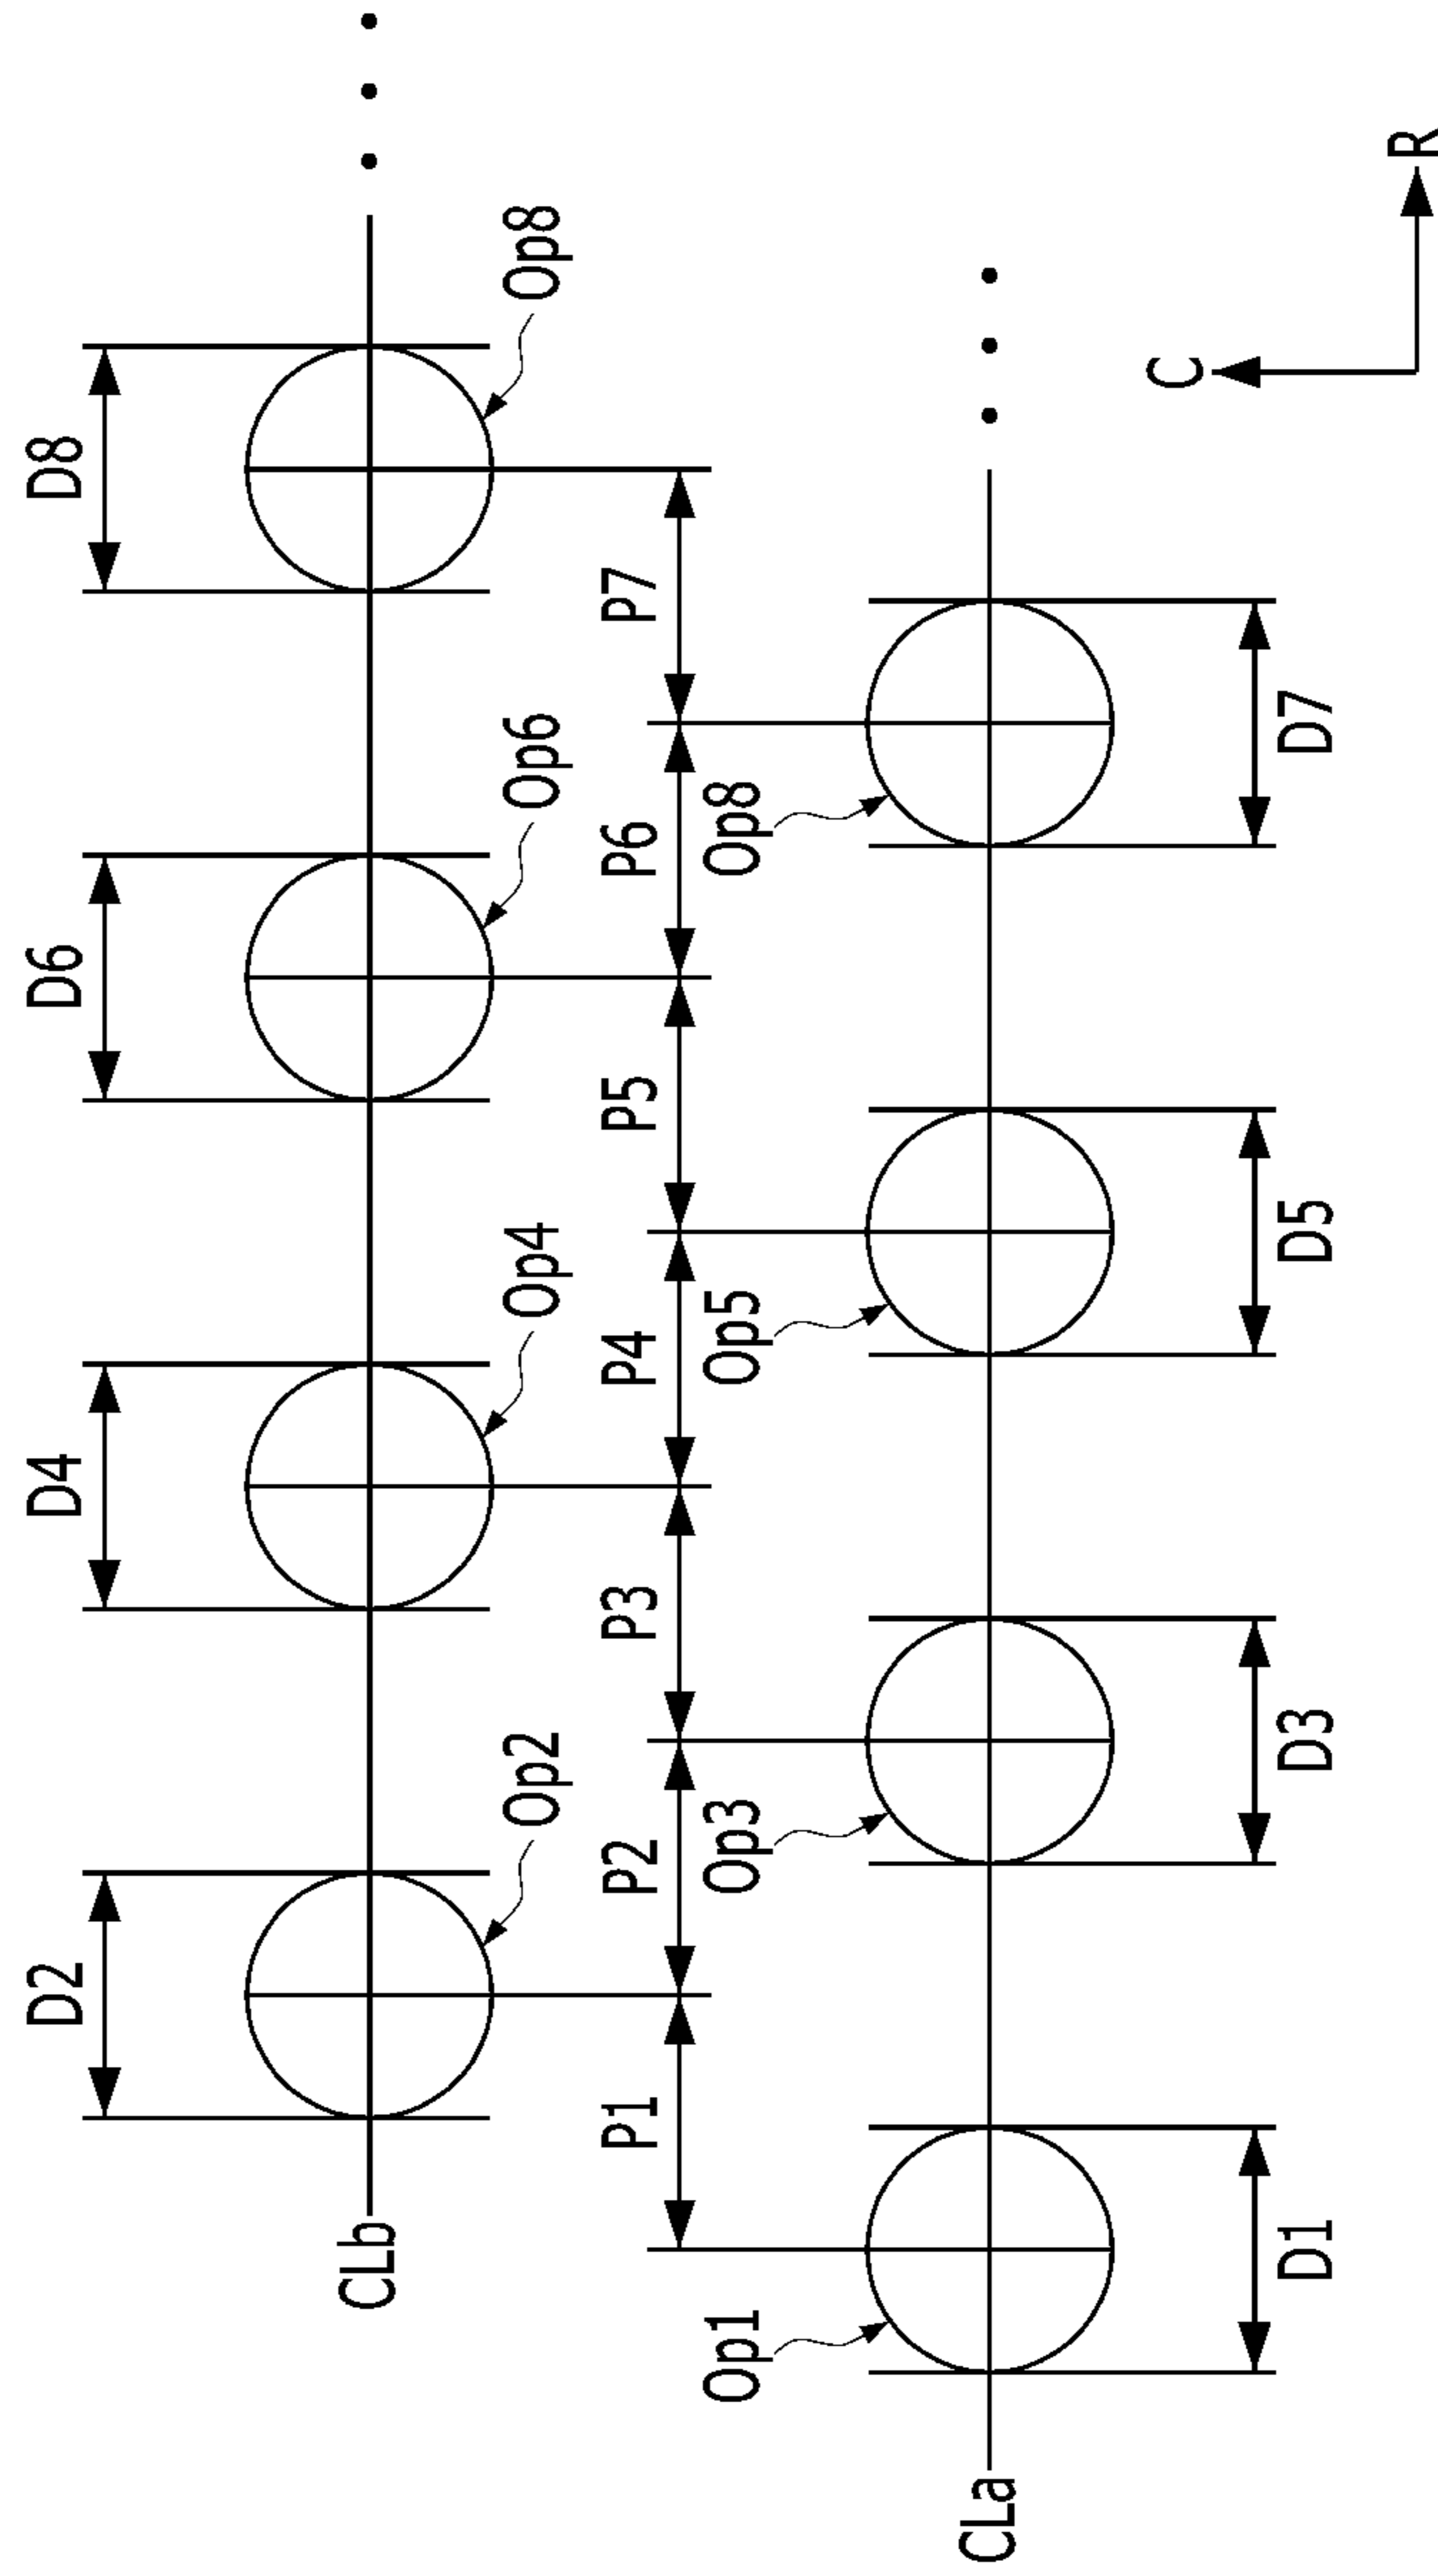 D2 D4 D6 D8
CLb
Op2 Op4 Op6 Op8
P1 P2 P3 P4 P5 P6 P7
Op1 Op3 Op5 Op8
CLa
C
D1 D3 D5 D7
R